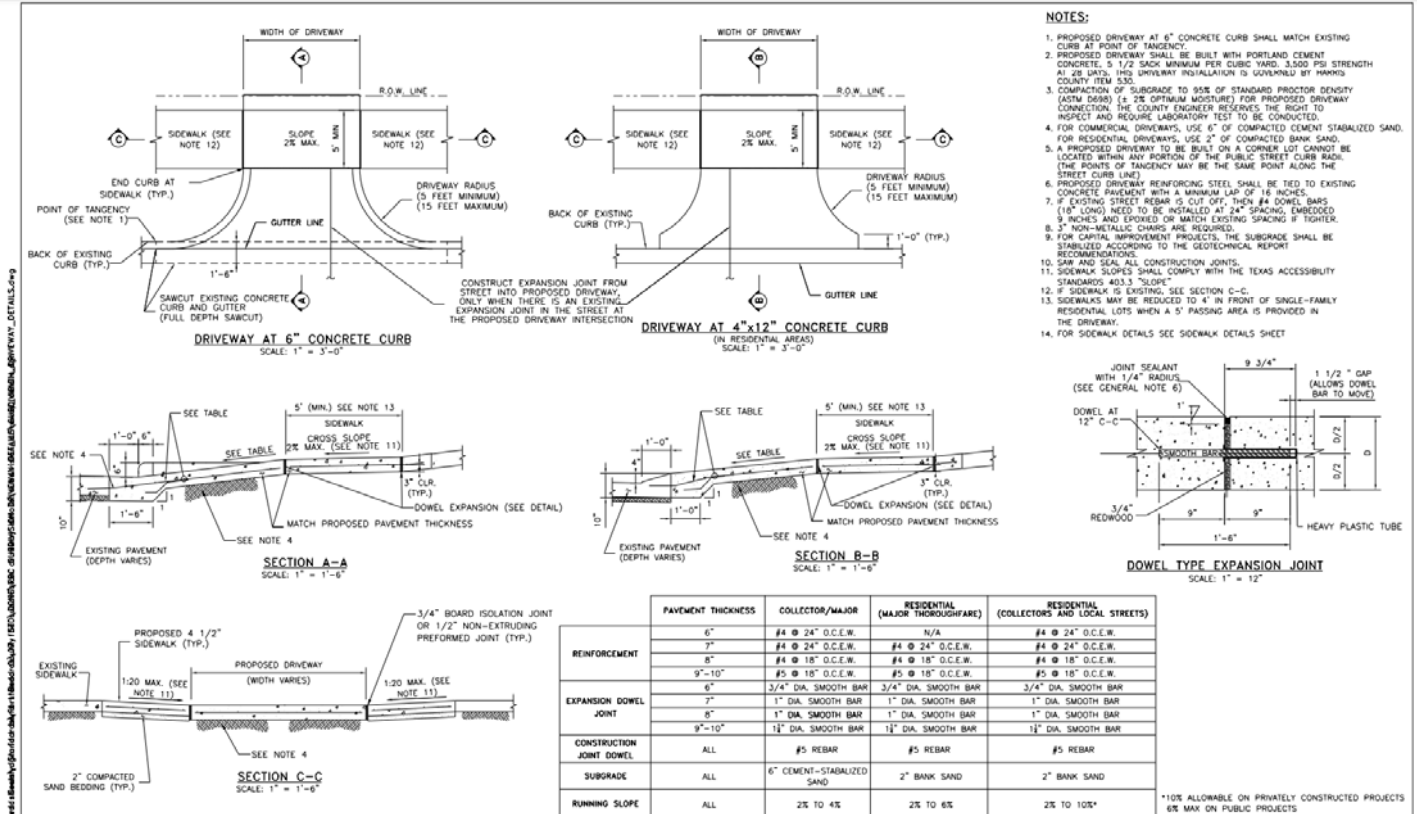 WIDTH OF DRIVEWAY
A
R.O.W. LINE
C
SIDEWALK (SEE
NOTE 12)
SLOPE
2% MAX.
5' MIN
SIDEWALK (SEE
NOTE 12)
C
END CURB AT
SIDEWALK (TYP.)
POINT OF TANGENCY
(SEE NOTE 1)
GUTTER LINE
DRIVEWAY RADIUS
(5 FEET MINIMUM)
(15 FEET MAXIMUM)
BACK OF EXISTING
CURB (TYP.)
1'-6"
SAWCUT EXISTING CONCRETE
CURB AND GUTTER
(FULL DEPTH SAWCUT)
A
CONSTRUCT EXPANSION JOINT FROM
STREET INTO PROPOSED DRIVEWAY,
ONLY WHEN THERE IS AN EXISTING
EXPANSION JOINT IN THE STREET AT
THE PROPOSED DRIVEWAY INTERSECTION
DRIVEWAY AT 6" CONCRETE CURB
SCALE: 1" = 3'-0"
WIDTH OF DRIVEWAY
B
R.O.W. LINE
C
SIDEWALK (SEE
NOTE 12)
SLOPE
2% MAX.
5' MIN
SIDEWALK (SEE
NOTE 12)
C
DRIVEWAY RADIUS
(5 FEET MINIMUM)
(15 FEET MAXIMUM)
BACK OF EXISTING
CURB (TYP.)
1'-0" (TYP.)
GUTTER LINE
B
DRIVEWAY AT 4"x12" CONCRETE CURB
(IN RESIDENTIAL AREAS)
SCALE: 1" = 3'-0"
NOTES:
1. PROPOSED DRIVEWAY AT 6" CONCRETE CURB SHALL MATCH EXISTING
CURB AT POINT OF TANGENCY.
2. PROPOSED DRIVEWAY SHALL BE BUILT WITH PORTLAND CEMENT
CONCRETE, 5 1/2 SACK MINIMUM PER CUBIC YARD. 3,500 PSI STRENGTH
AT 28 DAYS. THIS DRIVEWAY INSTALLATION IS GOVERNED BY HARRIS
COUNTY ITEM 530.
3. COMPACTION OF SUBGRADE TO 95% OF STANDARD PROCTOR DENSITY
(ASTM D698) (± 2% OPTIMUM MOISTURE) FOR PROPOSED DRIVEWAY
CONNECTION. THE COUNTY ENGINEER RESERVES THE RIGHT TO
INSPECT AND REQUIRE LABORATORY TEST TO BE CONDUCTED.
4. FOR COMMERCIAL DRIVEWAYS, USE 6" OF COMPACTED CEMENT STABALIZED SAND.
FOR RESIDENTIAL DRIVEWAYS, USE 2" OF COMPACTED BANK SAND.
5. A PROPOSED DRIVEWAY TO BE BUILT ON A CORNER LOT CANNOT BE
LOCATED WITHIN ANY PORTION OF THE PUBLIC STREET CURB RADII.
(THE POINTS OF TANGENCY MAY BE THE SAME POINT ALONG THE
STREET CURB LINE)
6. PROPOSED DRIVEWAY REINFORCING STEEL SHALL BE TIED TO EXISTING
CONCRETE PAVEMENT WITH A MINIMUM LAP OF 16 INCHES.
7. IF EXISTING STREET REBAR IS CUT OFF, THEN #4 DOWEL BARS
(18" LONG) NEED TO BE INSTALLED AT 24" SPACING, EMBEDDED
9 INCHES AND EPOXIED OR MATCH EXISTING SPACING IF TIGHTER.
8. 3" NON-METALLIC CHAIRS ARE REQUIRED.
9. FOR CAPITAL IMPROVEMENT PROJECTS, THE SUBGRADE SHALL BE
STABILIZED ACCORDING TO THE GEOTECHNICAL REPORT
RECOMMENDATIONS.
10. SAW AND SEAL ALL CONSTRUCTION JOINTS.
11. SIDEWALK SLOPES SHALL COMPLY WITH THE TEXAS ACCESSIBILITY
STANDARDS 403.3 "SLOPE"
12. IF SIDEWALK IS EXISTING, SEE SECTION C-C.
13. SIDEWALKS MAY BE REDUCED TO 4' IN FRONT OF SINGLE-FAMILY
RESIDENTIAL LOTS WHEN A 5' PASSING AREA IS PROVIDED IN
THE DRIVEWAY.
14. FOR SIDEWALK DETAILS SEE SIDEWALK DETAILS SHEET
SEE TABLE
5' (MIN.) SEE NOTE 13
SIDEWALK
CROSS SLOPE
2% MAX. (SEE NOTE 11)
1'-0" 6"
SEE NOTE 4
SEE TABLE
6"
3" CLR.
(TYP.)
10"
1
1
1'-6"
DOWEL EXPANSION (SEE DETAIL)
MATCH PROPOSED PAVEMENT THICKNESS
SEE NOTE 4
EXISTING PAVEMENT
(DEPTH VARIES)
SECTION A-A
SCALE: 1" = 1'-6"
SEE TABLE
5' (MIN.) SEE NOTE 13
SIDEWALK
CROSS SLOPE
2% MAX. (SEE NOTE 11)
1'-0"
SEE TABLE
4"
3" CLR.
(TYP.)
10"
1
1
1'-0"
DOWEL EXPANSION (SEE DETAIL)
MATCH PROPOSED PAVEMENT THICKNESS
SEE NOTE 4
EXISTING PAVEMENT
(DEPTH VARIES)
SECTION B-B
SCALE: 1" = 1'-6"
9 3/4"
JOINT SEALANT
WITH 1/4" RADIUS
(SEE GENERAL NOTE 6)
1 1/2 " GAP
(ALLOWS DOWEL
BAR TO MOVE)
DOWEL AT
12" C-C
1'
SMOOTH BAR
D/2
D/2
D
3/4"
REDWOOD
9"
9"
HEAVY PLASTIC TUBE
1'-6"
DOWEL TYPE EXPANSION JOINT
SCALE: 1" = 12"
3/4" BOARD ISOLATION JOINT
OR 1/2" NON-EXTRUDING
PREFORMED JOINT (TYP.)
PROPOSED 4 1/2"
SIDEWALK (TYP.)
EXISTING
SIDEWALK
1:20 MAX. (SEE
NOTE 11)
PROPOSED DRIVEWAY
(WIDTH VARIES)
1:20 MAX. (SEE
NOTE 11)
SEE NOTE 4
2" COMPACTED
SAND BEDDING (TYP.)
SECTION C-C
SCALE: 1" = 1'-6"
PAVEMENT THICKNESS COLLECTOR/MAJOR RESIDENTIAL (MAJOR THOROUGHFARE) RESIDENTIAL (COLLECTORS AND LOCAL STREETS)
REINFORCEMENT
6" #4 @ 24" O.C.E.W. N/A #4 @ 24" O.C.E.W.
7" #4 @ 24" O.C.E.W. #4 @ 24" O.C.E.W. #4 @ 24" O.C.E.W.
8" #4 @ 18" O.C.E.W. #4 @ 18" O.C.E.W. #4 @ 18" O.C.E.W.
9"-10" #5 @ 18" O.C.E.W. #5 @ 18" O.C.E.W. #5 @ 18" O.C.E.W.
EXPANSION DOWEL
JOINT
6" 3/4" DIA. SMOOTH BAR 3/4" DIA. SMOOTH BAR 3/4" DIA. SMOOTH BAR
7" 1" DIA. SMOOTH BAR 1" DIA. SMOOTH BAR 1" DIA. SMOOTH BAR
8" 1" DIA. SMOOTH BAR 1" DIA. SMOOTH BAR 1" DIA. SMOOTH BAR
9"-10" 1¼" DIA. SMOOTH BAR 1¼" DIA. SMOOTH BAR 1¼" DIA. SMOOTH BAR
CONSTRUCTION
JOINT DOWEL
ALL #5 REBAR #5 REBAR #5 REBAR
SUBGRADE ALL 6" CEMENT-STABALIZED SAND 2" BANK SAND 2" BANK SAND
RUNNING SLOPE ALL 2% TO 4% 2% TO 6% 2% TO 10%*
*10% ALLOWABLE ON PRIVATELY CONSTRUCTED PROJECTS
6% MAX ON PUBLIC PROJECTS